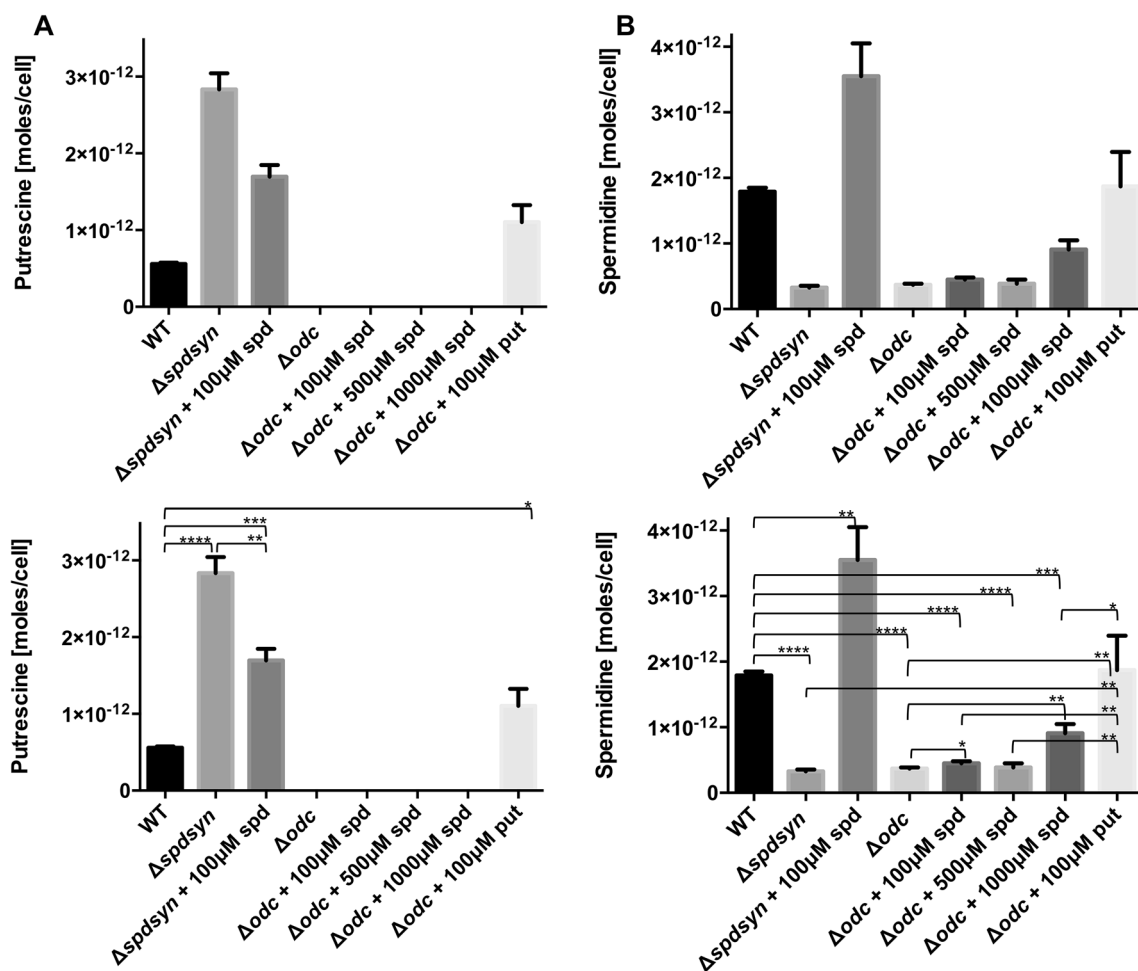 A
Putrescine [moles/cell]
3×10⁻¹²
2×10⁻¹²
1×10⁻¹²
0
WT
Δspdsyn
Δspdsyn + 100µM spd
Δodc
Δodc + 100µM spd
Δodc + 500µM spd
Δodc + 1000µM spd
Δodc + 100µM put
B
Spermidine [moles/cell]
4×10⁻¹²
3×10⁻¹²
2×10⁻¹²
1×10⁻¹²
0
WT
Δspdsyn
Δspdsyn + 100µM spd
Δodc
Δodc + 100µM spd
Δodc + 500µM spd
Δodc + 1000µM spd
Δodc + 100µM put
Putrescine [moles/cell]
3×10⁻¹²
2×10⁻¹²
1×10⁻¹²
0
*
***
**** **
WT
Δspdsyn
Δspdsyn + 100µM spd
Δodc
Δodc + 100µM spd
Δodc + 500µM spd
Δodc + 1000µM spd
Δodc + 100µM put
Spermidine [moles/cell]
4×10⁻¹²
3×10⁻¹²
2×10⁻¹²
1×10⁻¹²
0
**
***
****
**** *
****
**** **
**
**
**
* **
WT
Δspdsyn
Δspdsyn + 100µM spd
Δodc
Δodc + 100µM spd
Δodc + 500µM spd
Δodc + 1000µM spd
Δodc + 100µM put